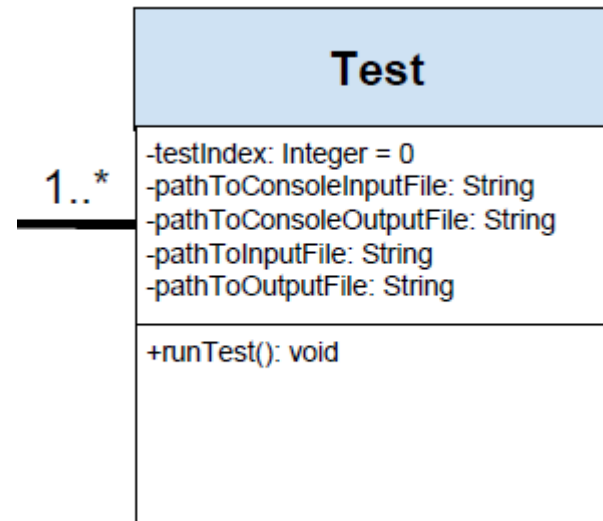 Test
1..*
-testIndex: Integer = 0
-pathToConsoleInputFile: String
-pathToConsoleOutputFile: String
-pathToInputFile: String
-pathToOutputFile: String
+runTest(): void